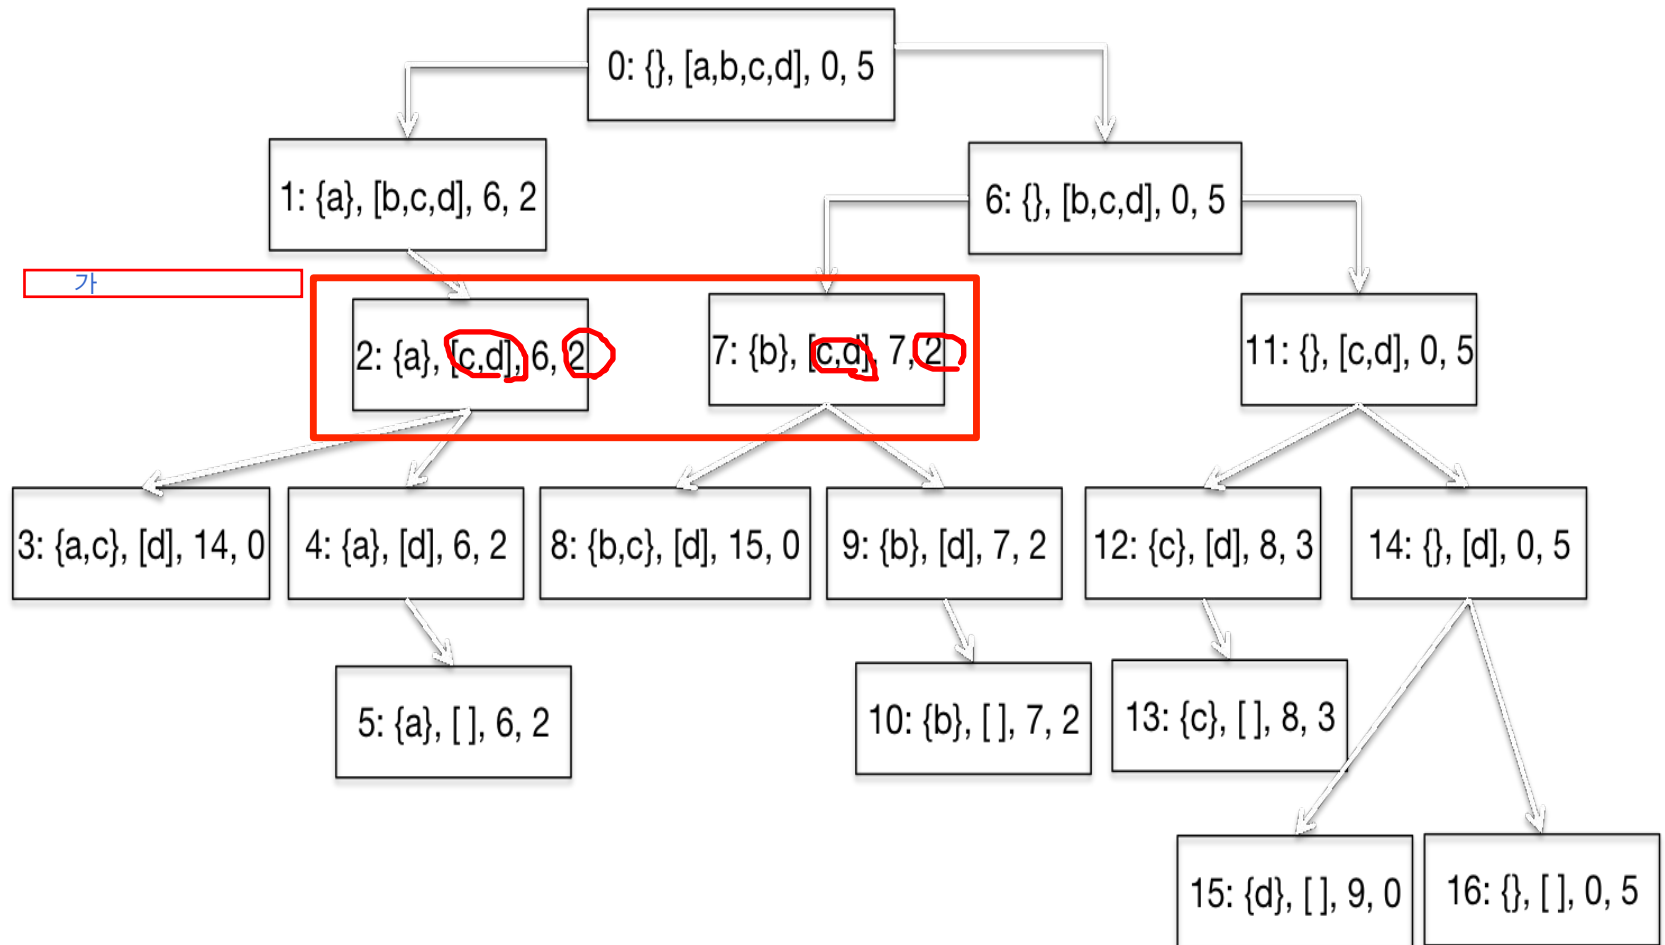 0: {}, [a,b,c,d], 0, 5
1: {a}, [b,c,d], 6, 2
6: {}, [b,c,d], 0, 5
가
2: {a}, [c,d], 6, 2
7: {b}, [c,d], 7, 2
11: {}, [c,d], 0, 5
3: {a,c}, [d], 14, 0
4: {a}, [d], 6, 2
8: {b,c}, [d], 15, 0
9: {b}, [d], 7, 2
12: {c}, [d], 8, 3
14: {}, [d], 0, 5
5: {a}, [ ], 6, 2
10: {b}, [ ], 7, 2
13: {c}, [ ], 8, 3
15: {d}, [ ], 9, 0
16: {}, [ ], 0, 5